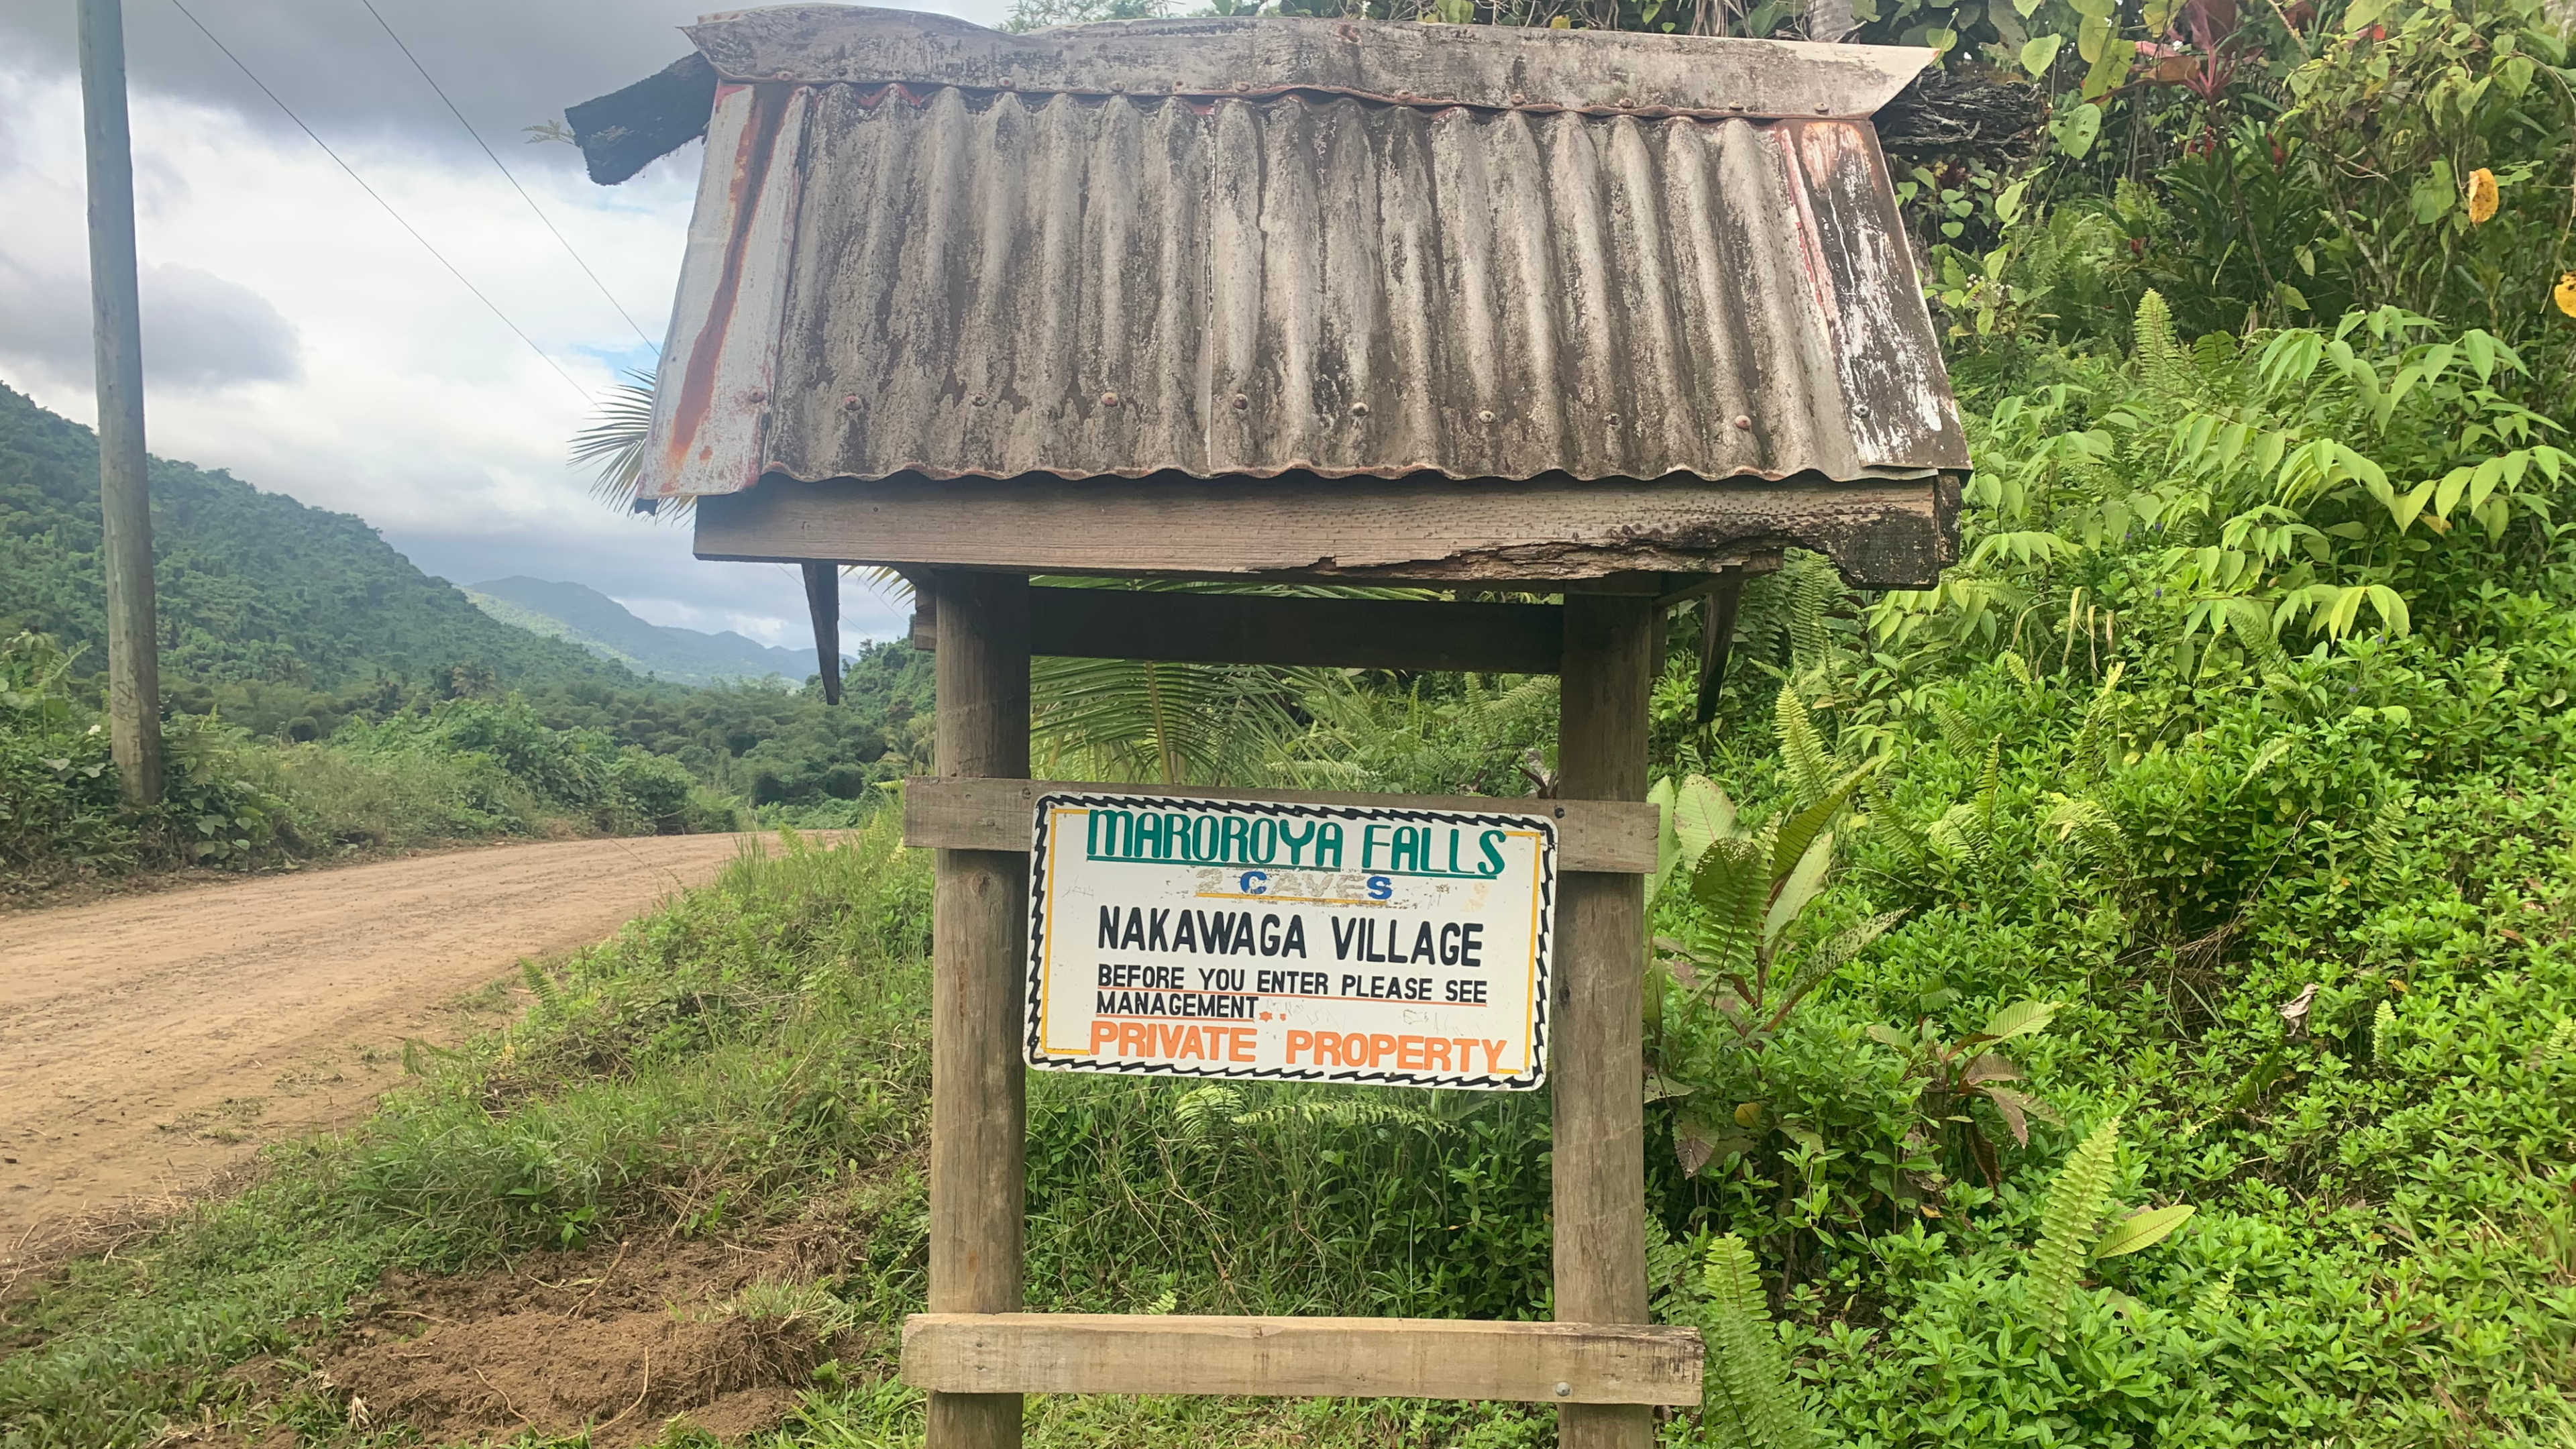 MAROROYA FALLS
2 CAVES
NAKAWAGA VILLAGE
BEFORE YOU ENTER PLEASE SEE
MANAGEMENT
PRIVATE PROPERTY